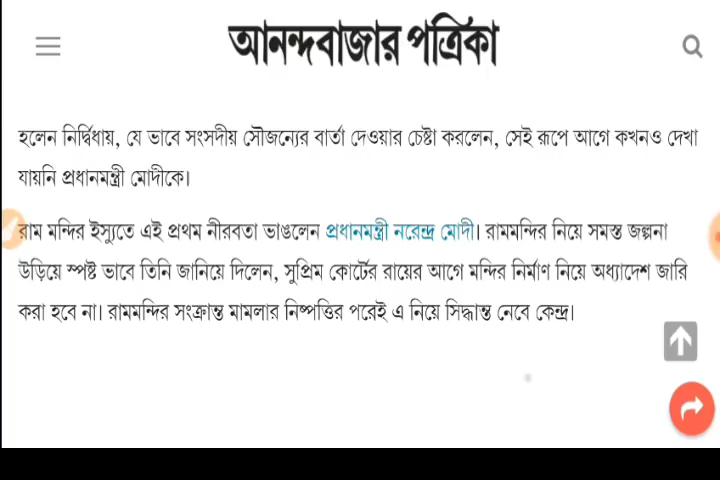 আনন্দবাজার পত্রিকা
হলেন নির্দ্বিধায়, যে ভাবে সংসদীয় সৌজন্যের বার্তা দেওয়ার চেষ্টা করলেন, সেই রূপে আগে কখনও দেখা
যায়নি প্রধানমন্ত্রী মোদীকে।
রাম মন্দির ইস্যুতে এই প্রথম নীরবতা ভাঙলেন প্রধানমন্ত্রী নরেন্দ্র মোদী। রামমন্দির নিয়ে সমস্ত জল্পনা
উড়িয়ে স্পষ্ট ভাবে তিনি জানিয়ে দিলেন, সুপ্রিম কোর্টের রায়ের আগে মন্দির নির্মাণ নিয়ে অধ্যাদেশ জারি
করা হবে না। রামমন্দির সংক্রান্ত মামলার নিষ্পত্তির পরেই এ নিয়ে সিদ্ধান্ত নেবে কেন্দ্র।